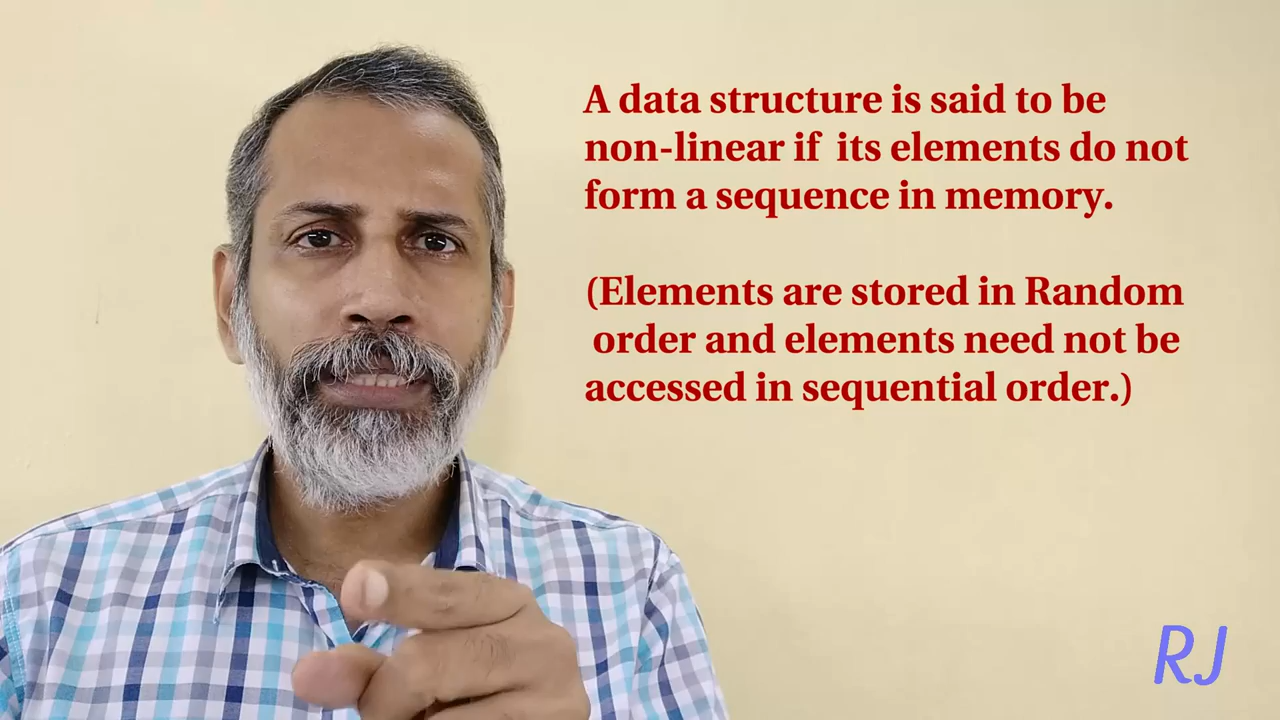 A data structure is said to be
non-linear if its elements do not
form a sequence in memory.
(Elements are stored in Random
order and elements need not be
accessed in sequential order.)
RJ